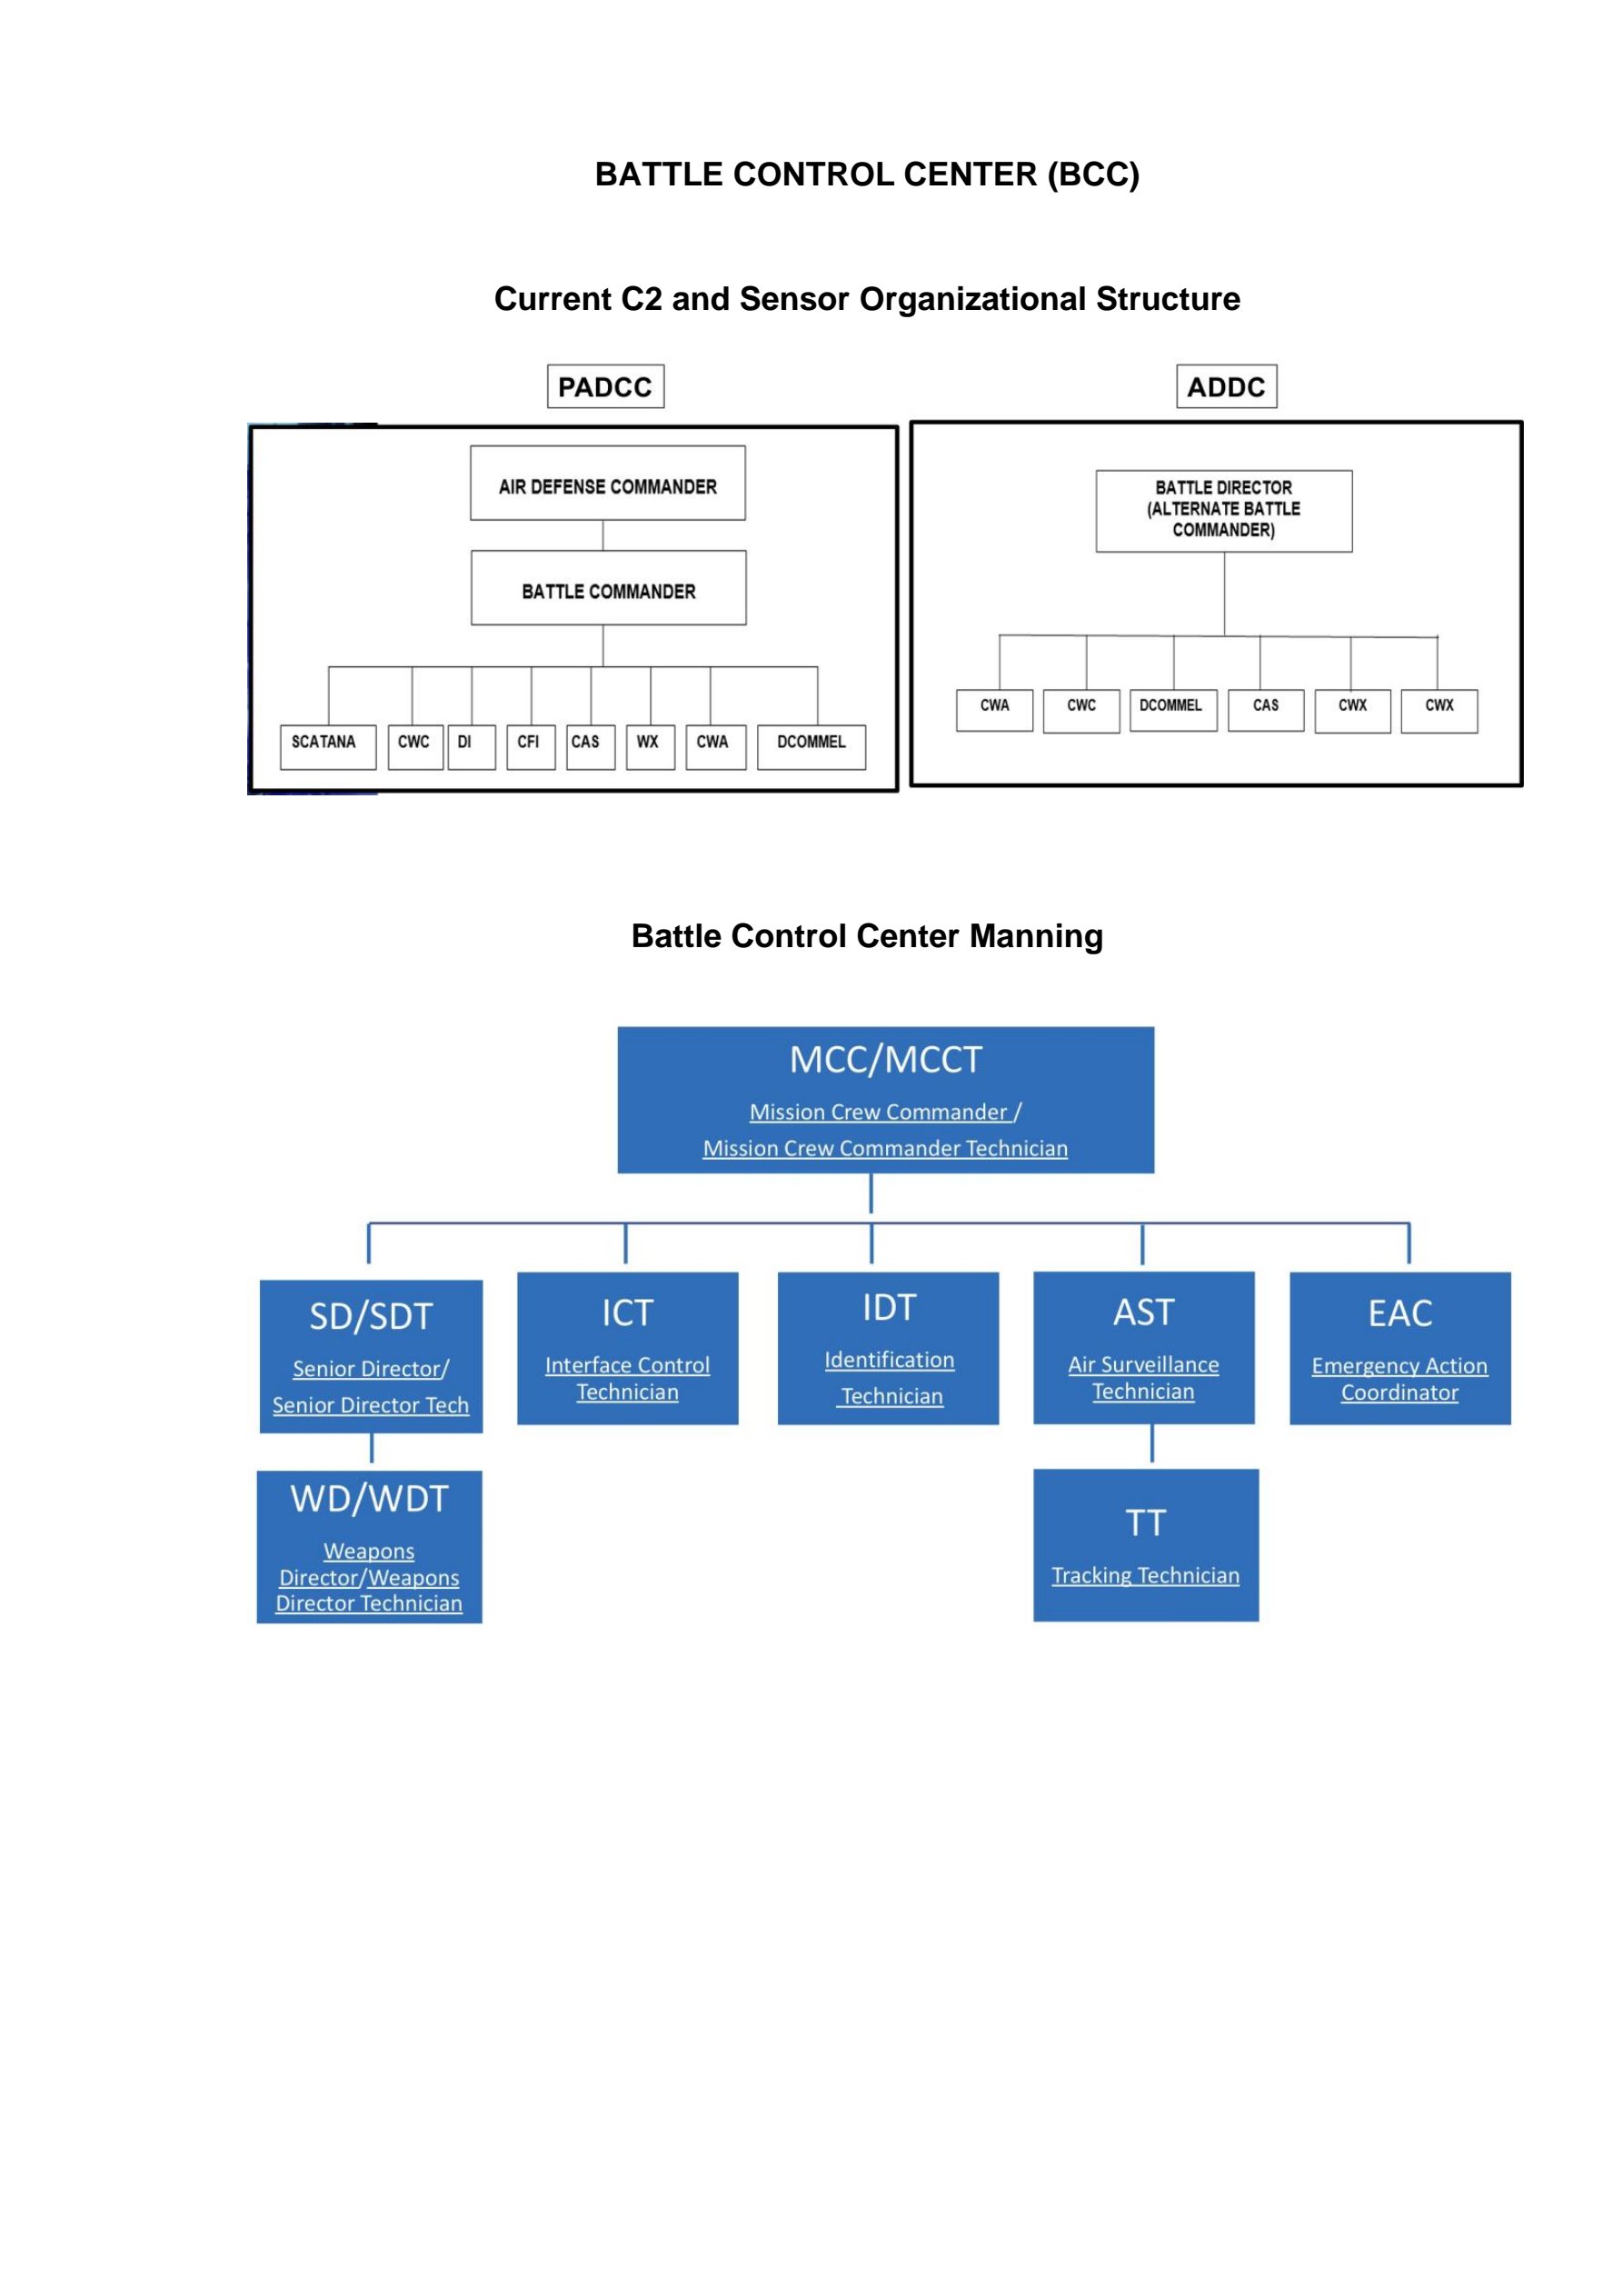 BATTLE CONTROL CENTER (BCC)
Current C2 and Sensor Organizational Structure
PADCC
AIR DEFENSE COMMANDER
BATTLE COMMANDER
SCATANA
CWC
DI
CFI
CAS
WX
CWA
DCOMMEL
ADDC
BATTLE DIRECTOR
(ALTERNATE BATTLE
COMMANDER)
CWA
CWC
DCOMMEL
CAS
CWX
CWX
Battle Control Center Manning
MCC/MCCT
Mission Crew Commander /
Mission Crew Commander Technician
SD/SDT
Senior Director/
Senior Director Tech
ICT
Interface Control
Technician
IDT
Identification
Technician
AST
Air Surveillance
Technician
EAC
Emergency Action
Coordinator
WD/WDT
Weapons
Director/Weapons
Director Technician
TT
Tracking Technician